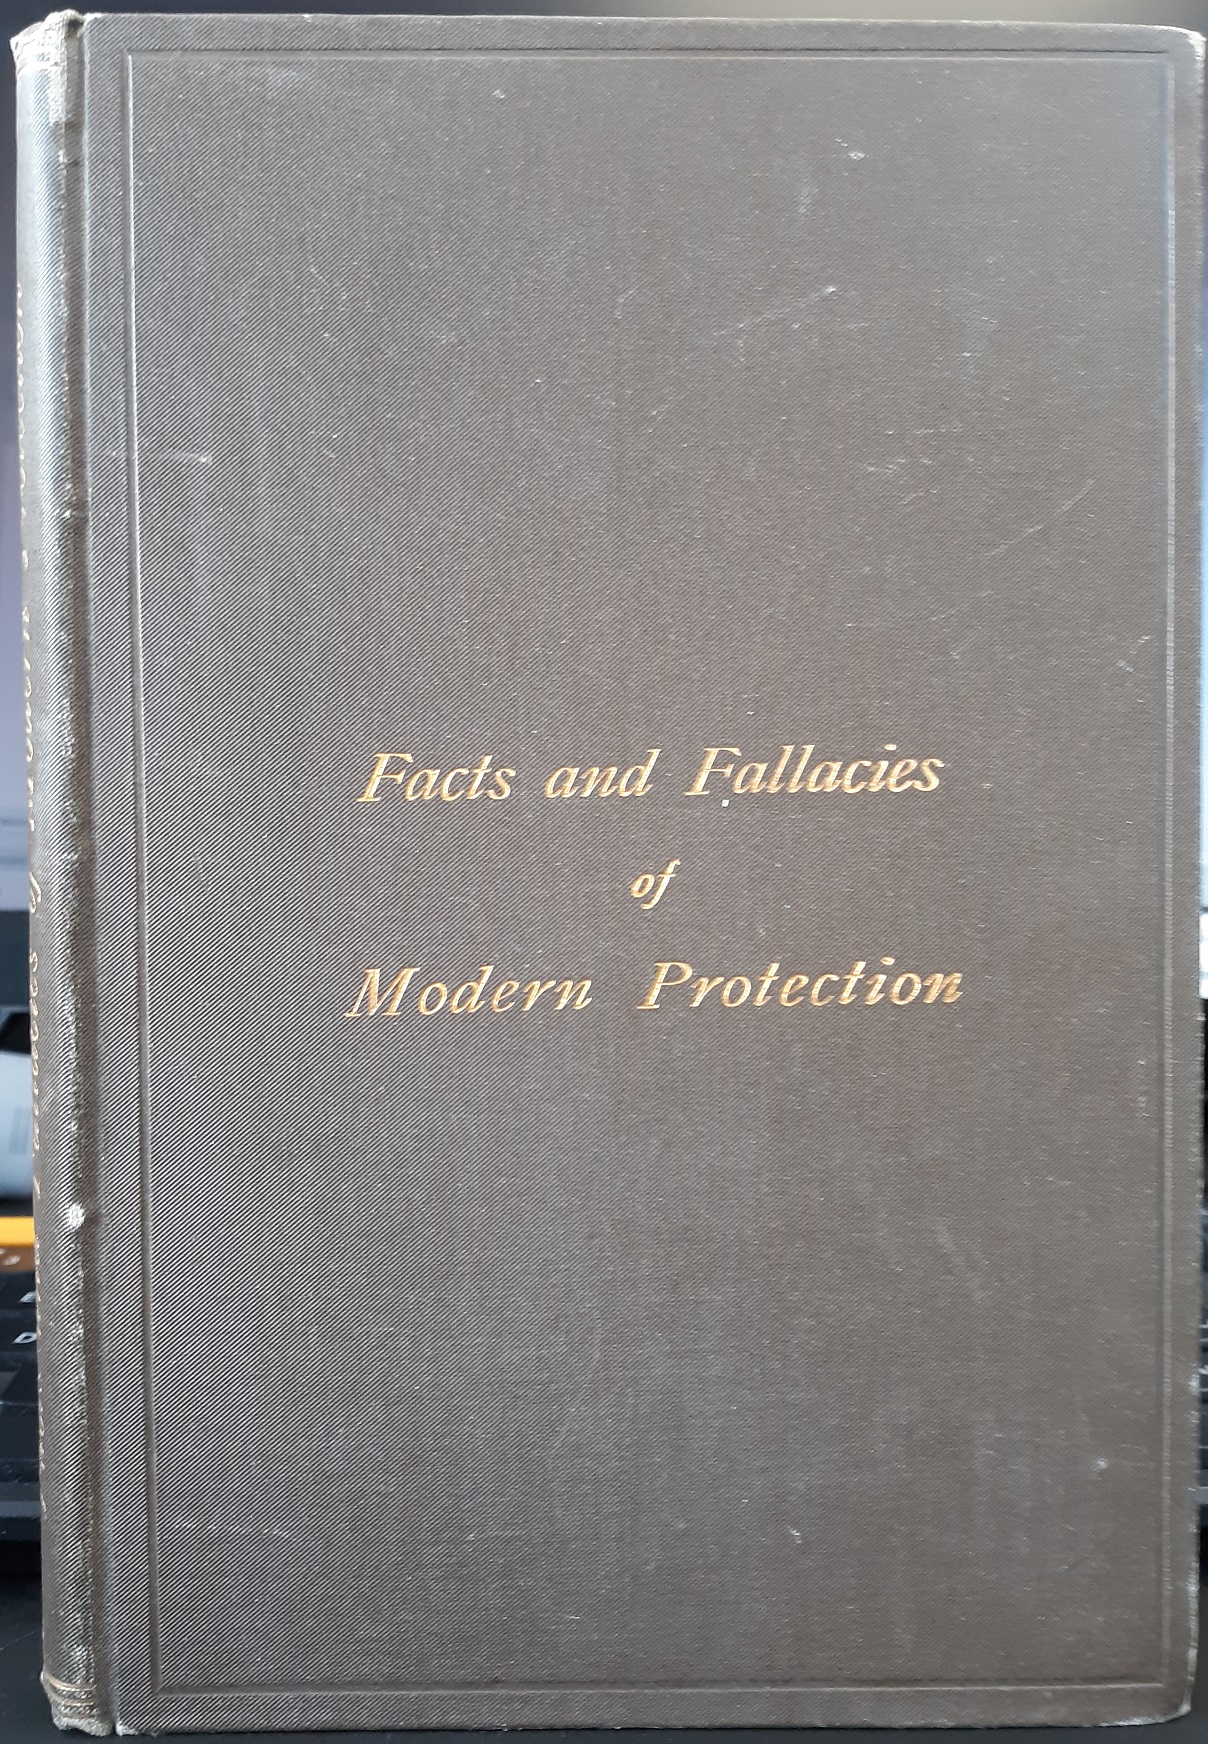 Facts and Fallacies
of
Modern Protection